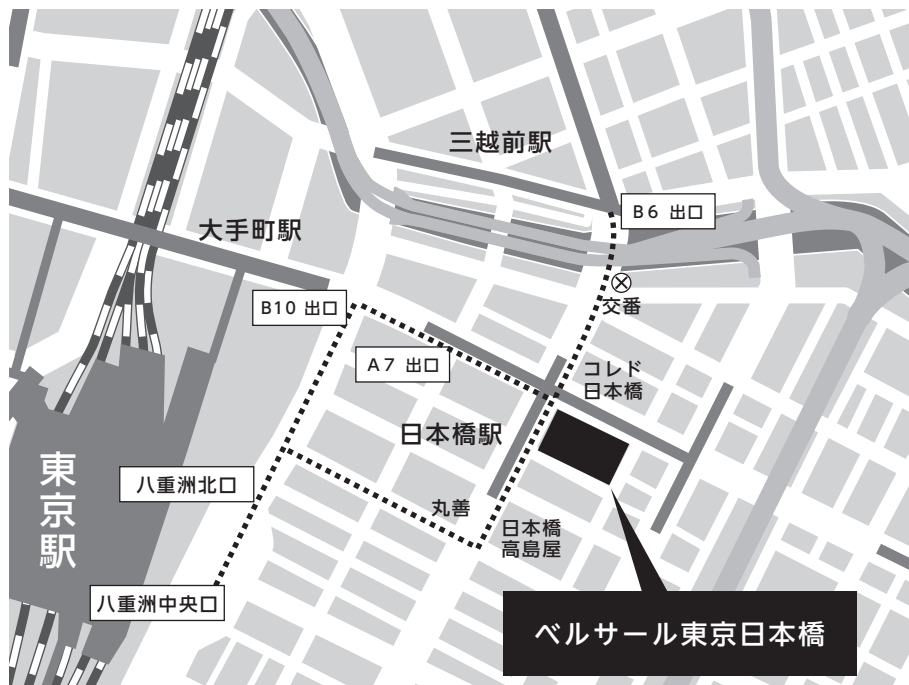 三越前駅
B6 出口
大手町駅
B10 出口
交番
A7 出口
コレド
日本橋
日本橋駅
東京駅
八重洲北口
丸善
日本橋
高島屋
八重洲中央口
ベルサール東京日本橋